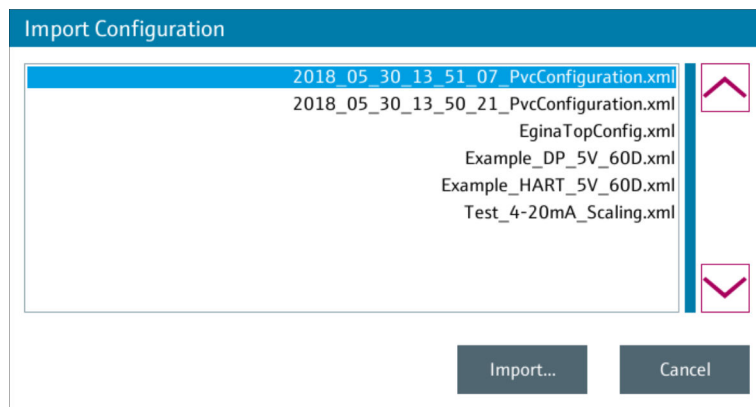 Import Configuration
2018_05_30_13_51_07_PvcConfiguration.xml
2018_05_30_13_50_21_PvcConfiguration.xml
EginaTopConfig.xml
Example_DP_5V_60D.xml
Example_HART_5V_60D.xml
Test_4-20mA_Scaling.xml
Import...
Cancel